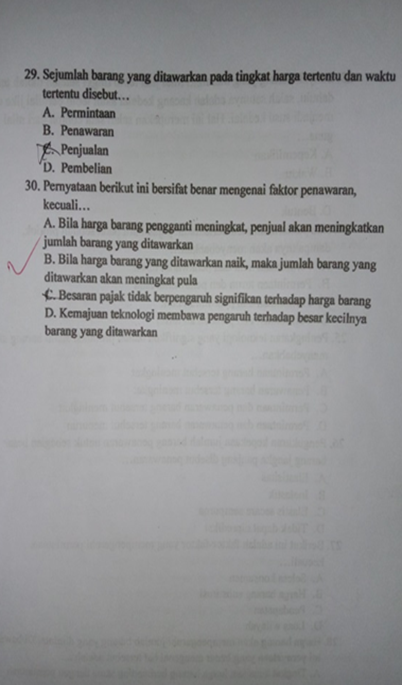 29. Sejumlah barang yang ditawarkan pada tingkat harga tertentu dan waktu
tertentu disebut…
A. Permintaan
B. Penawaran
C. Penjualan
D. Pembelian
30. Pernyataan berikut ini bersifat benar mengenai faktor penawaran,
kecuali…
A. Bila harga barang pengganti meningkat, penjual akan meningkatkan
jumlah barang yang ditawarkan
B. Bila harga barang yang ditawarkan naik, maka jumlah barang yang
ditawarkan akan meningkat pula
C. Besaran pajak tidak berpengaruh signifikan terhadap harga barang
D. Kemajuan teknologi membawa pengaruh terhadap besar kecilnya
barang yang ditawarkan